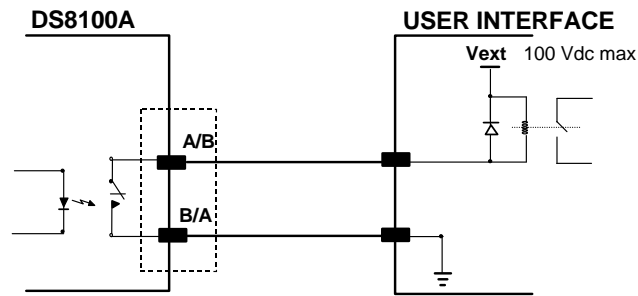 DS8100A
USER INTERFACE
Vext 100 Vdc max
A/B
B/A